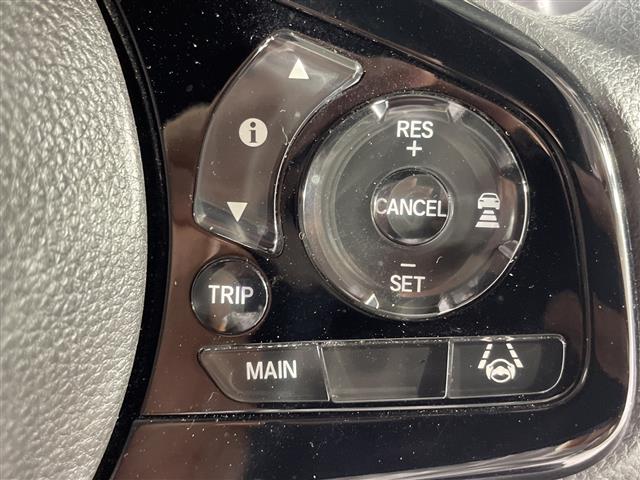 i
RES
+
CANCEL
−
SET
TRIP
MAIN